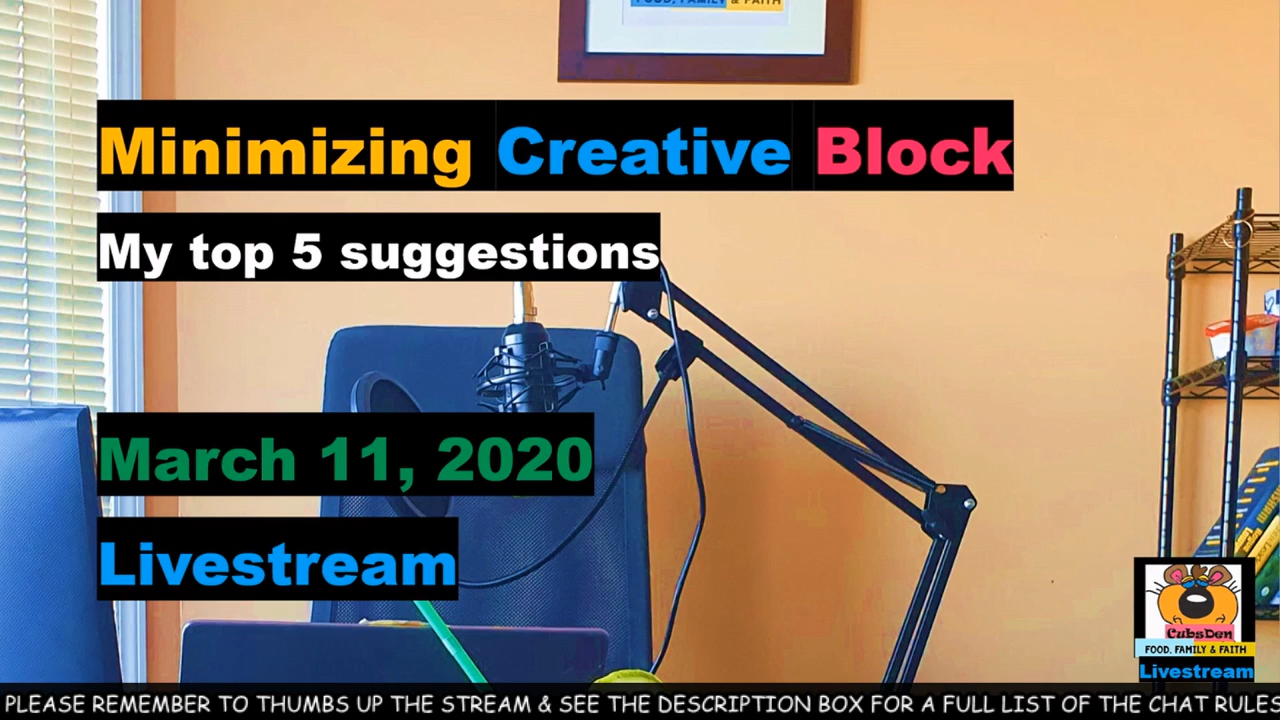 FOOD, FAMILY & FAITH
Minimizing Creative Block
My top 5 suggestions
March 11, 2020
Livestream
CubsDen
FOOD, FAMILY & FAITH
Livestream
PLEASE REMEMBER TO THUMBS UP THE STREAM & SEE THE DESCRIPTION BOX FOR A FULL LIST OF THE CHAT RULES